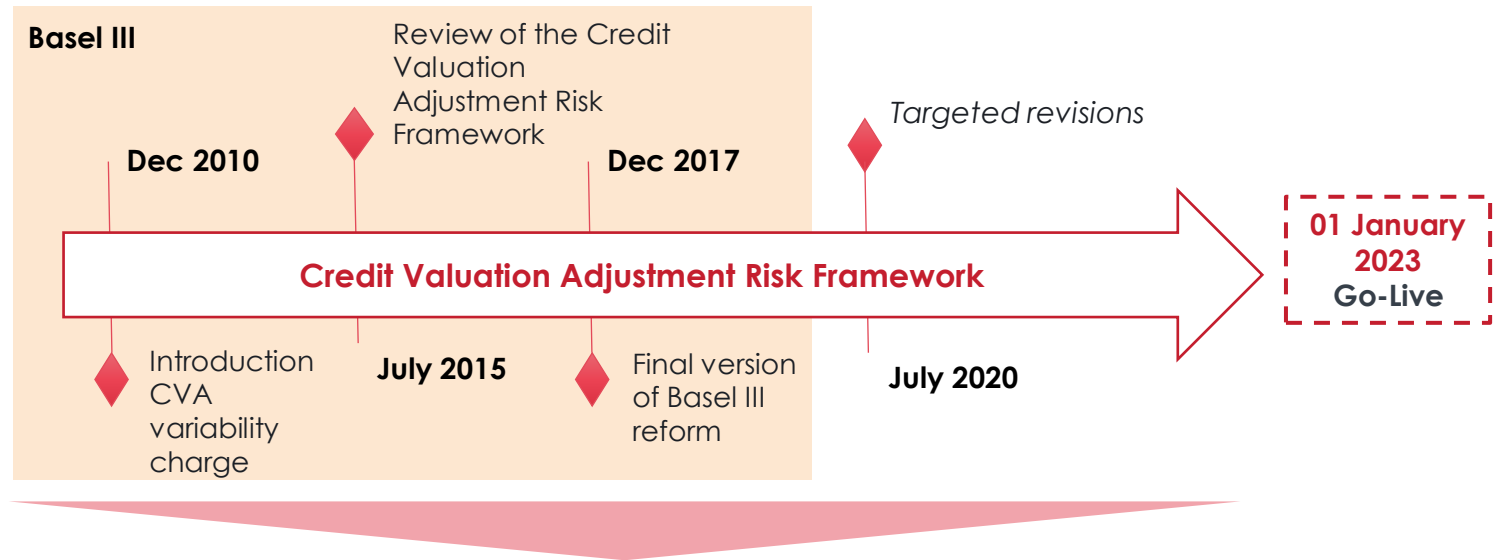 Basel III
Review of the Credit
Valuation
Adjustment Risk
Framework
Targeted revisions
Dec 2010
Dec 2017
Credit Valuation Adjustment Risk Framework
01 January
2023
Go-Live
Introduction
CVA
variability
charge
July 2015
Final version
of Basel III
reform
July 2020